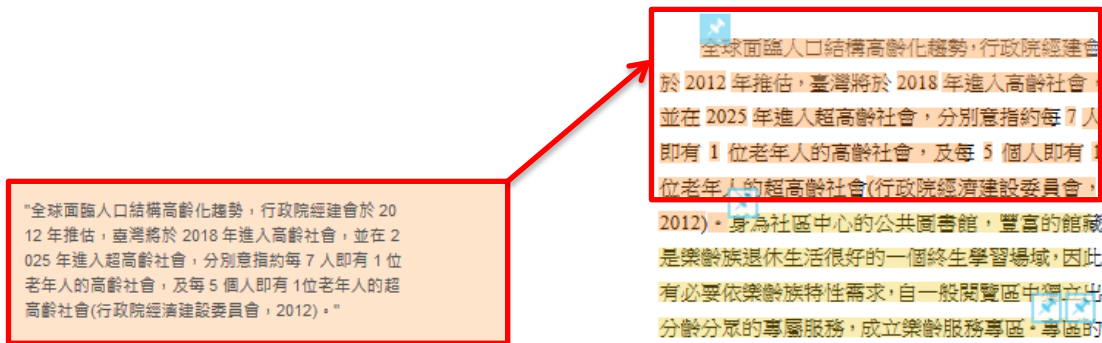 "全球面臨人口結構高齡化趨勢，行政院經建會於 20
12 年推估，臺灣將於 2018 年進入高齡社會，並在 2
025 年進入超高齡社會，分別意指約每 7 人即有 1 位
老年人的高齡社會，及每 5 個人即有 1位老年人的超
高齡社會(行政院經濟建設委員會，2012)。"
全球面臨人口結構高齡化趨勢，行政院經建會
於 2012 年推估，臺灣將於 2018 年進入高齡社會，
並在 2025 年進入超高齡社會，分別意指約每 7 人
即有 1 位老年人的高齡社會，及每 5 個人即有 1
位老年人的超高齡社會(行政院經濟建設委員會，
2012)。身為社區中心的公共圖書館，豐富的館藏
是樂齡族退休生活很好的一個終生學習場域，因此
有必要依樂齡族特性需求，自一般閱覽區中獨立出
分齡分眾的專屬服務，成立樂齡服務專區。專區的